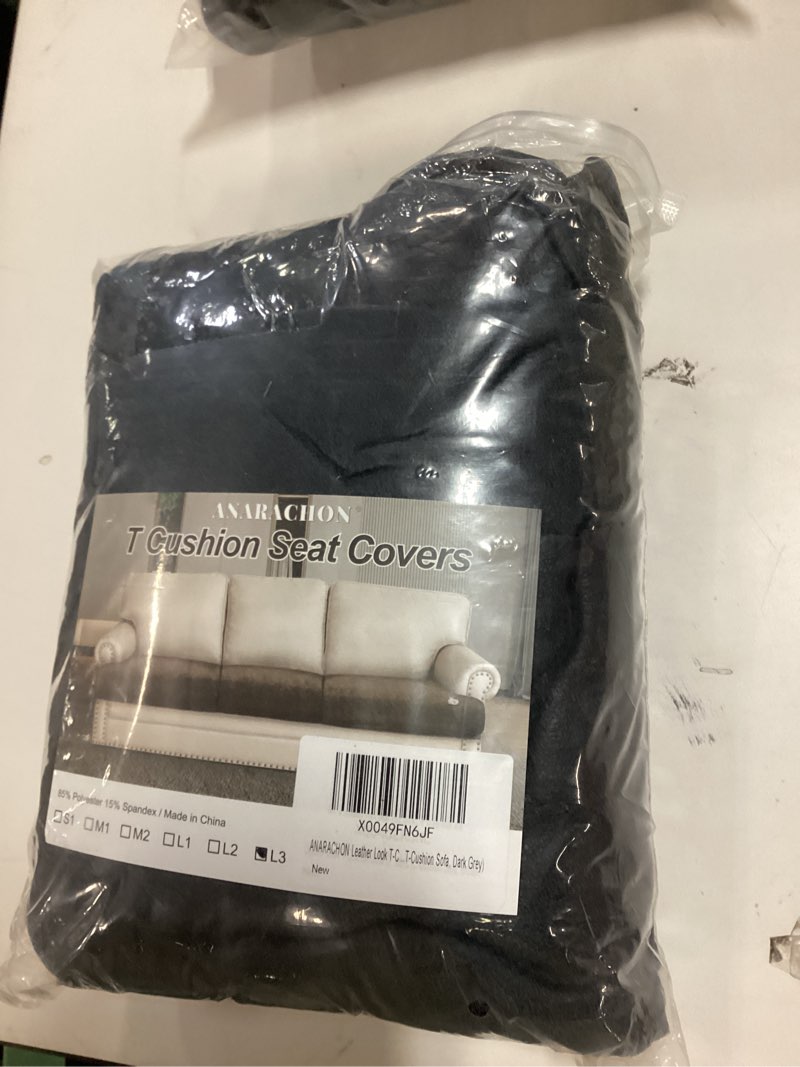 ANARACHON
T Cushion Seat Covers
85% Polyester 15% Spandex / Made in China
S1 M1 M2 L1 L2 L3
X0049FN6JF
ANARACHON Leather Look T-C...T-Cushion Sofa, Dark Grey)
New